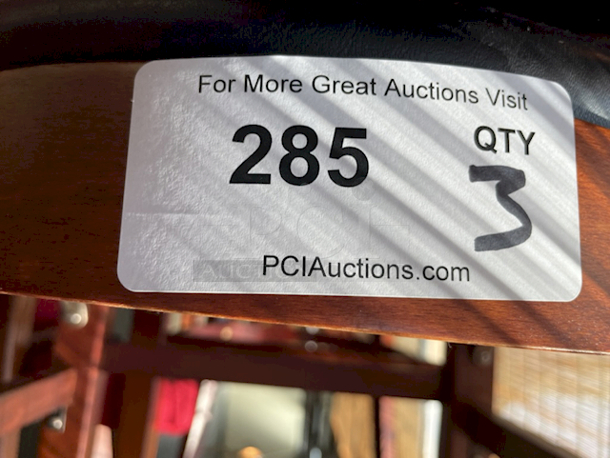 For More Great Auctions Visit
285
QTY
3
PCIAuctions.com